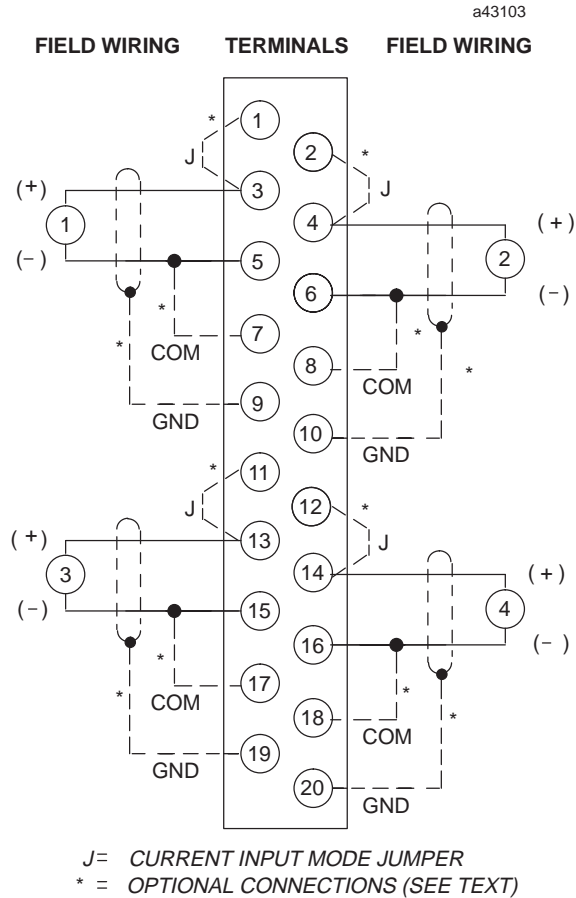 a43103
FIELD WIRING TERMINALS FIELD WIRING
* 1
2 *
J
(+) 3 J
1 4 (+)
(-) 5 2
6 (-)
* 7 *
* COM 8 *
COM
9
GND 10
GND
* 11
12 *
J
(+) 13 J
3 14 (+)
(-) 15 4
16 (-)
* 17
* COM 18 *
COM *
19
GND 20
GND
J= CURRENT INPUT MODE JUMPER
* = OPTIONAL CONNECTIONS (SEE TEXT)